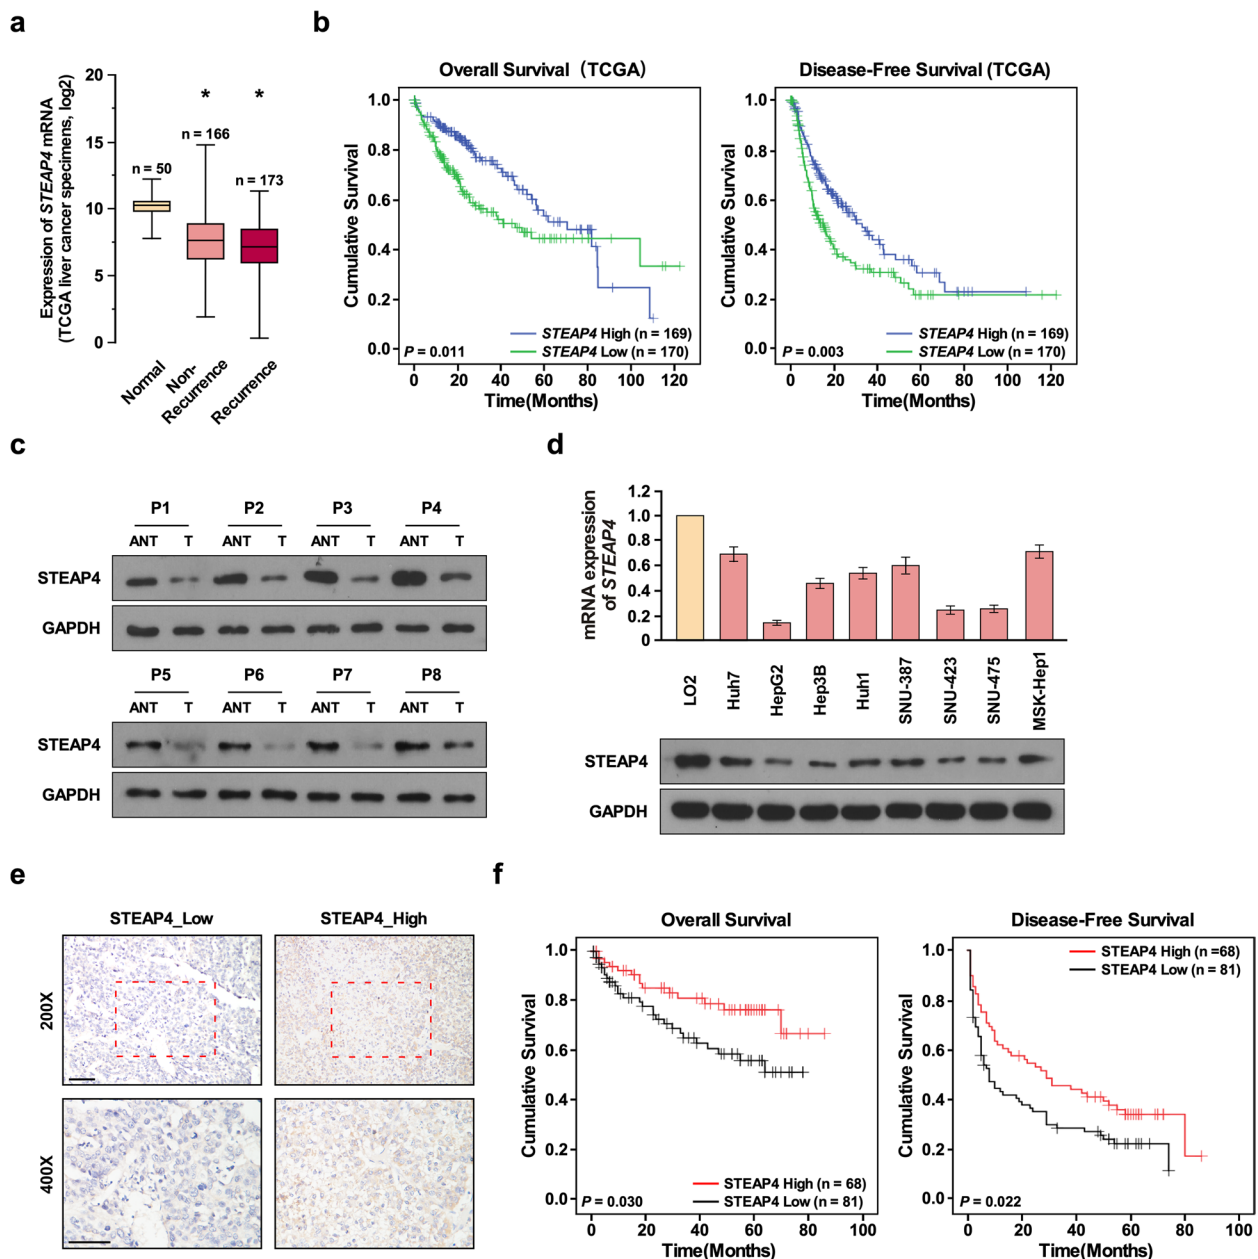 a
Expression of STEAP4 mRNA
(TCGA liver cancer specimens, log2)
20
15
10
5
0
*
*
n = 50
n = 166
n = 173
Normal
Non-
Recurrence
Recurrence
b
Overall Survival (TCGA)
Cumulative Survival
1.0
0.8
0.6
0.4
0.2
0.0
STEAP4 High (n = 169)
STEAP4 Low (n = 170)
P = 0.011
0 20 40 60 80 100 120
Time(Months)
Disease-Free Survival (TCGA)
Cumulative Survival
1.0
0.8
0.6
0.4
0.2
0.0
STEAP4 High (n = 169)
STEAP4 Low (n = 170)
P = 0.003
0 20 40 60 80 100 120
Time(Months)
c
P1 P2 P3 P4
ANT T ANT T ANT T ANT T
STEAP4
GAPDH
P5 P6 P7 P8
ANT T ANT T ANT T ANT T
STEAP4
GAPDH
d
mRNA expression
of STEAP4
1.2
1.0
0.8
0.6
0.4
0.2
0
LO2
Huh7
HepG2
Hep3B
Huh1
SNU-387
SNU-423
SNU-475
MSK-Hep1
STEAP4
GAPDH
e
STEAP4_Low STEAP4_High
200X
400X
f
Overall Survival
Cumulative Survival
1.0
0.8
0.6
0.4
0.2
0.0
STEAP4 High (n = 68)
STEAP4 Low (n = 81)
P = 0.030
0 20 40 60 80 100
Time(Months)
Disease-Free Survival
Cumulative Survival
1.0
0.8
0.6
0.4
0.2
0.0
STEAP4 High (n =68)
STEAP4 Low (n = 81)
P = 0.022
0 20 40 60 80 100
Time(Months)